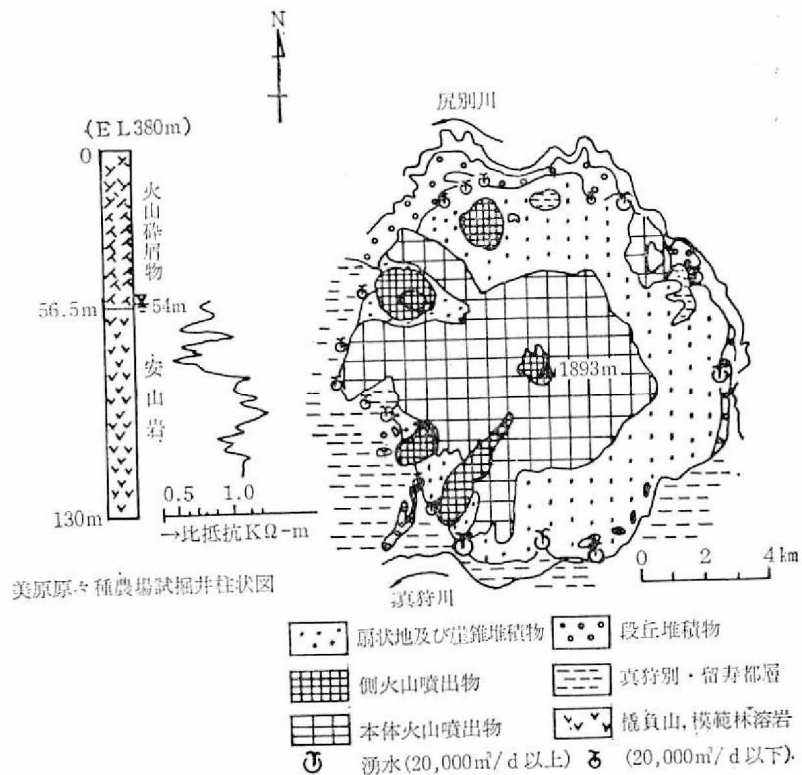 N
尻別川
(EL380m)
0
火山砕屑物
56.5m
54m
安山岩
1893m
0.5 1.0
130m
→比抵抗KΩ-m
0 2 4km
美原原々種農場試掘井柱状図
真狩川
扇状地及び崖錐堆積物
段丘堆積物
側火山噴出物
真狩別・留寿都層
本体火山噴出物
橇負山,模範林溶岩
湧水(20,000m³/d以上)
(20,000m³/d以下)